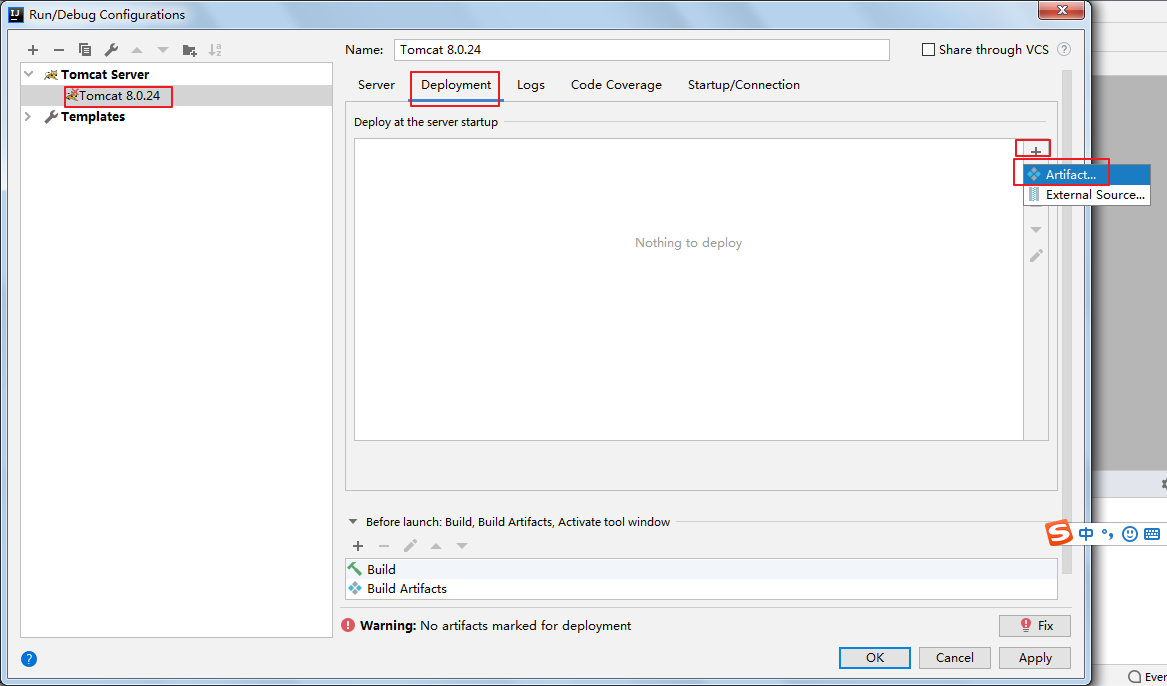 Run/Debug Configurations
Name: Tomcat 8.0.24 Share through VCS
Tomcat Server
Tomcat 8.0.24
Templates
Server Deployment Logs Code Coverage Startup/Connection
Deploy at the server startup
Artifact...
External Source...
Nothing to deploy
Before launch: Build, Build Artifacts, Activate tool window
中
Build
Build Artifacts
Warning: No artifacts marked for deployment
Fix
OK Cancel Apply
Ever